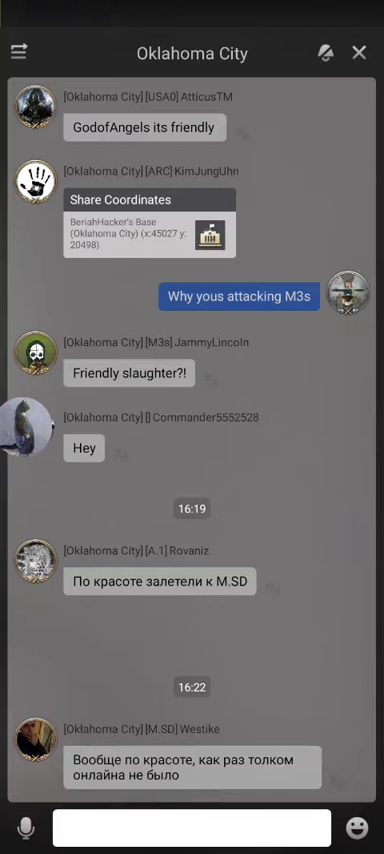 Oklahoma City
[Oklahoma City] [USA0] AtticusTM
GodofAngels its friendly
[Oklahoma City] [ARC] KimJungUhn
Share Coordinates
BeriahHacker's Base
(Oklahoma City) (x:45027 y:
20498)
Why yous attacking M3s
[Oklahoma City] [M3s] JammyLincoln
Friendly slaughter?!
[Oklahoma City] [] Commander5552528
Hey
16:19
[Oklahoma City] [A.1] Rovaniz
По красоте залетели к M.SD
16:22
[Oklahoma City] [M.SD] Westike
Вообще по красоте, как раз толком
онлайна не было